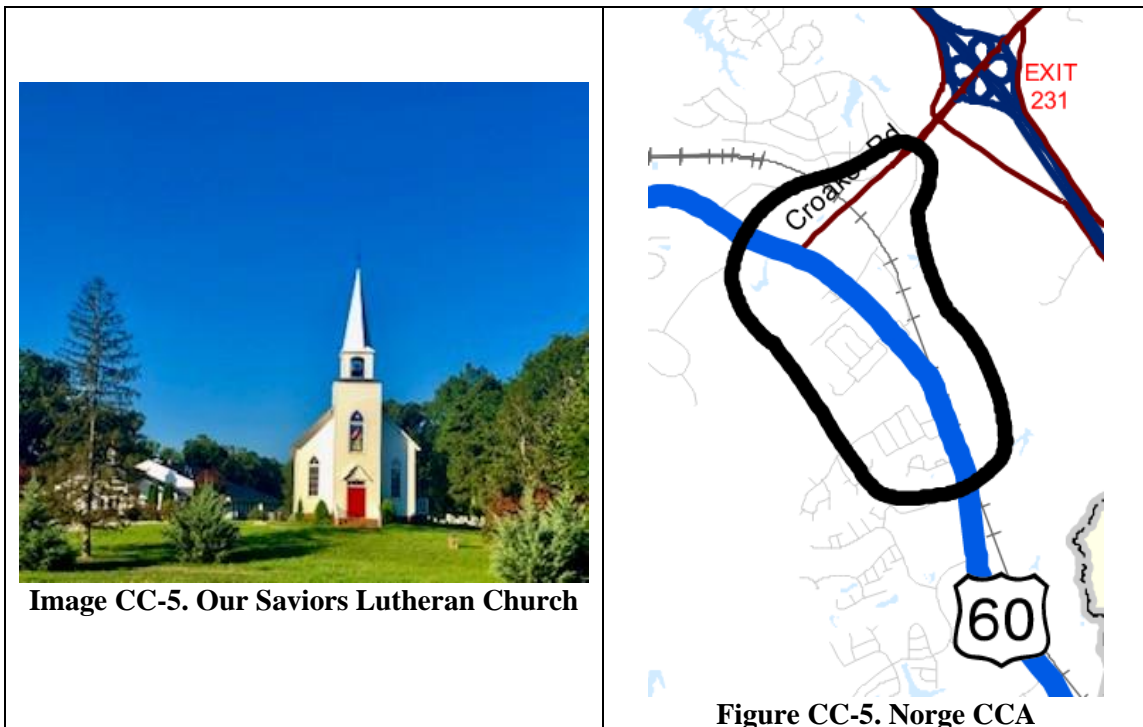 Image CC-5. Our Saviors Lutheran Church
EXIT
231
Croaker Rd
60
Figure CC-5. Norge CCA